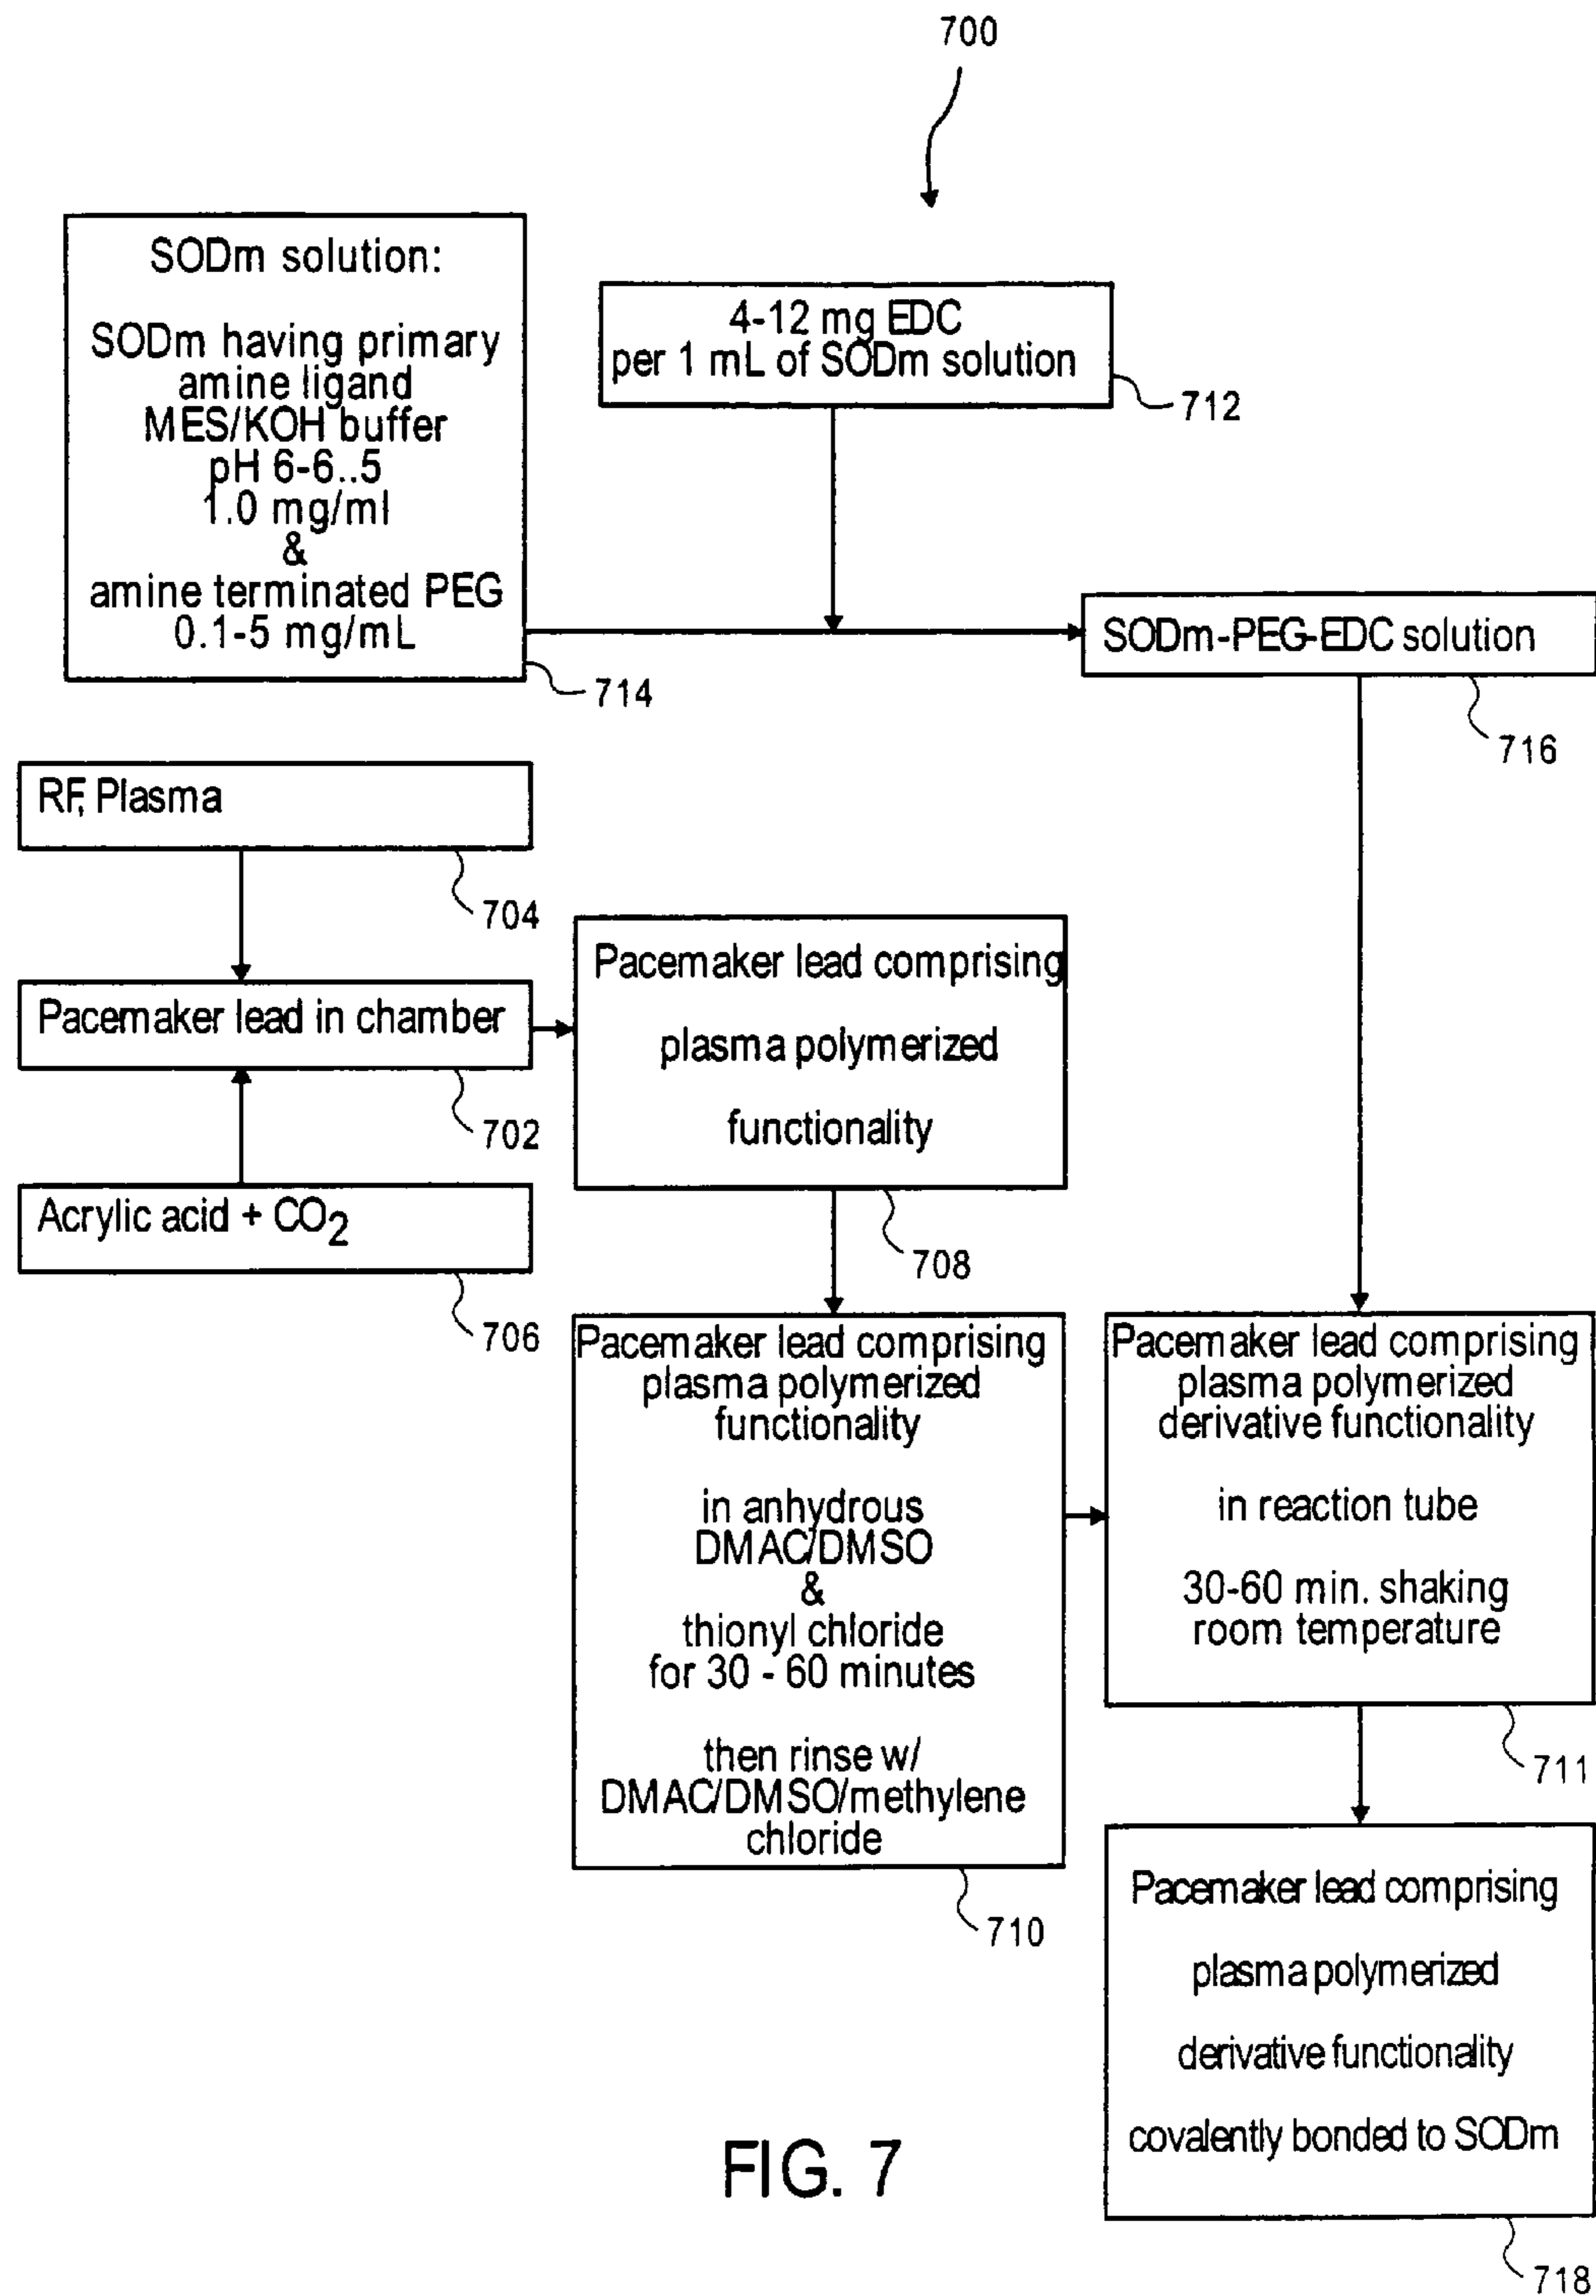 700
SODm solution:
SODm having primary
amine ligand
MES/KOH buffer
pH 6-6..5
1.0 mg/ml
&
amine terminated PEG
0.1-5 mg/mL
714
4-12 mg EDC
per 1 mL of SODm solution
712
SODm-PEG-EDC solution
716
RF, Plasma
704
Pacemaker lead in chamber
702
Acrylic acid + CO2
706
Pacemaker lead comprising
plasma polymerized
functionality
708
Pacemaker lead comprising
plasma polymerized
functionality
in anhydrous
DMAC/DMSO
&
thionyl chloride
for 30 - 60 minutes
then rinse w/
DMAC/DMSO/methylene
chloride
710
Pacemaker lead comprising
plasma polymerized
derivative functionality
in reaction tube
30-60 min. shaking
room temperature
711
Pacemaker lead comprising
plasma polymerized
derivative functionality
covalently bonded to SODm
718
FIG. 7